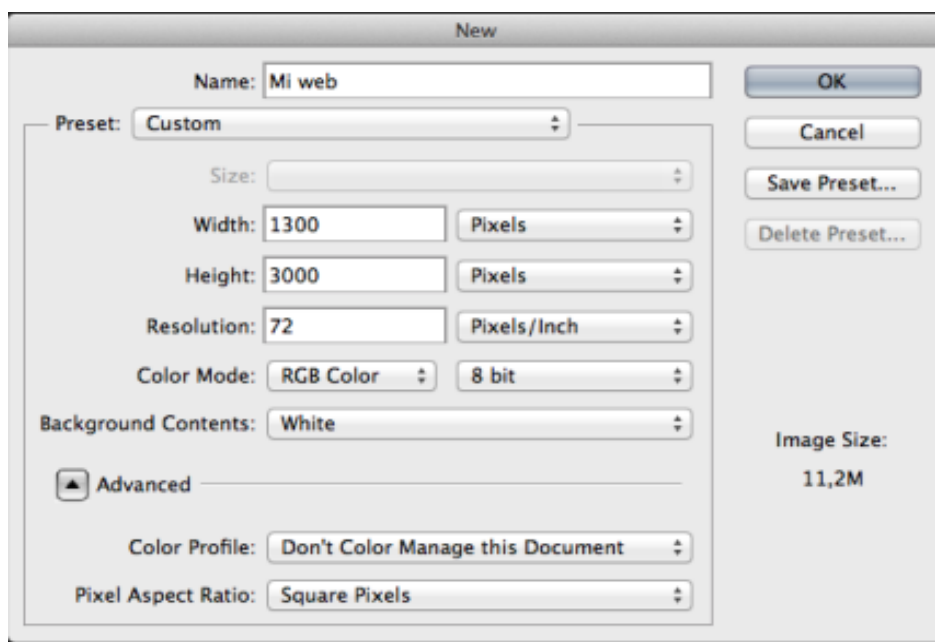 New
Name: Mi web
OK
Preset: Custom
Cancel
Size:
Save Preset...
Width: 1300 Pixels
Delete Preset...
Height: 3000 Pixels
Resolution: 72 Pixels/Inch
Color Mode: RGB Color 8 bit
Background Contents: White
Image Size:
11,2M
Advanced
Color Profile: Don't Color Manage this Document
Pixel Aspect Ratio: Square Pixels